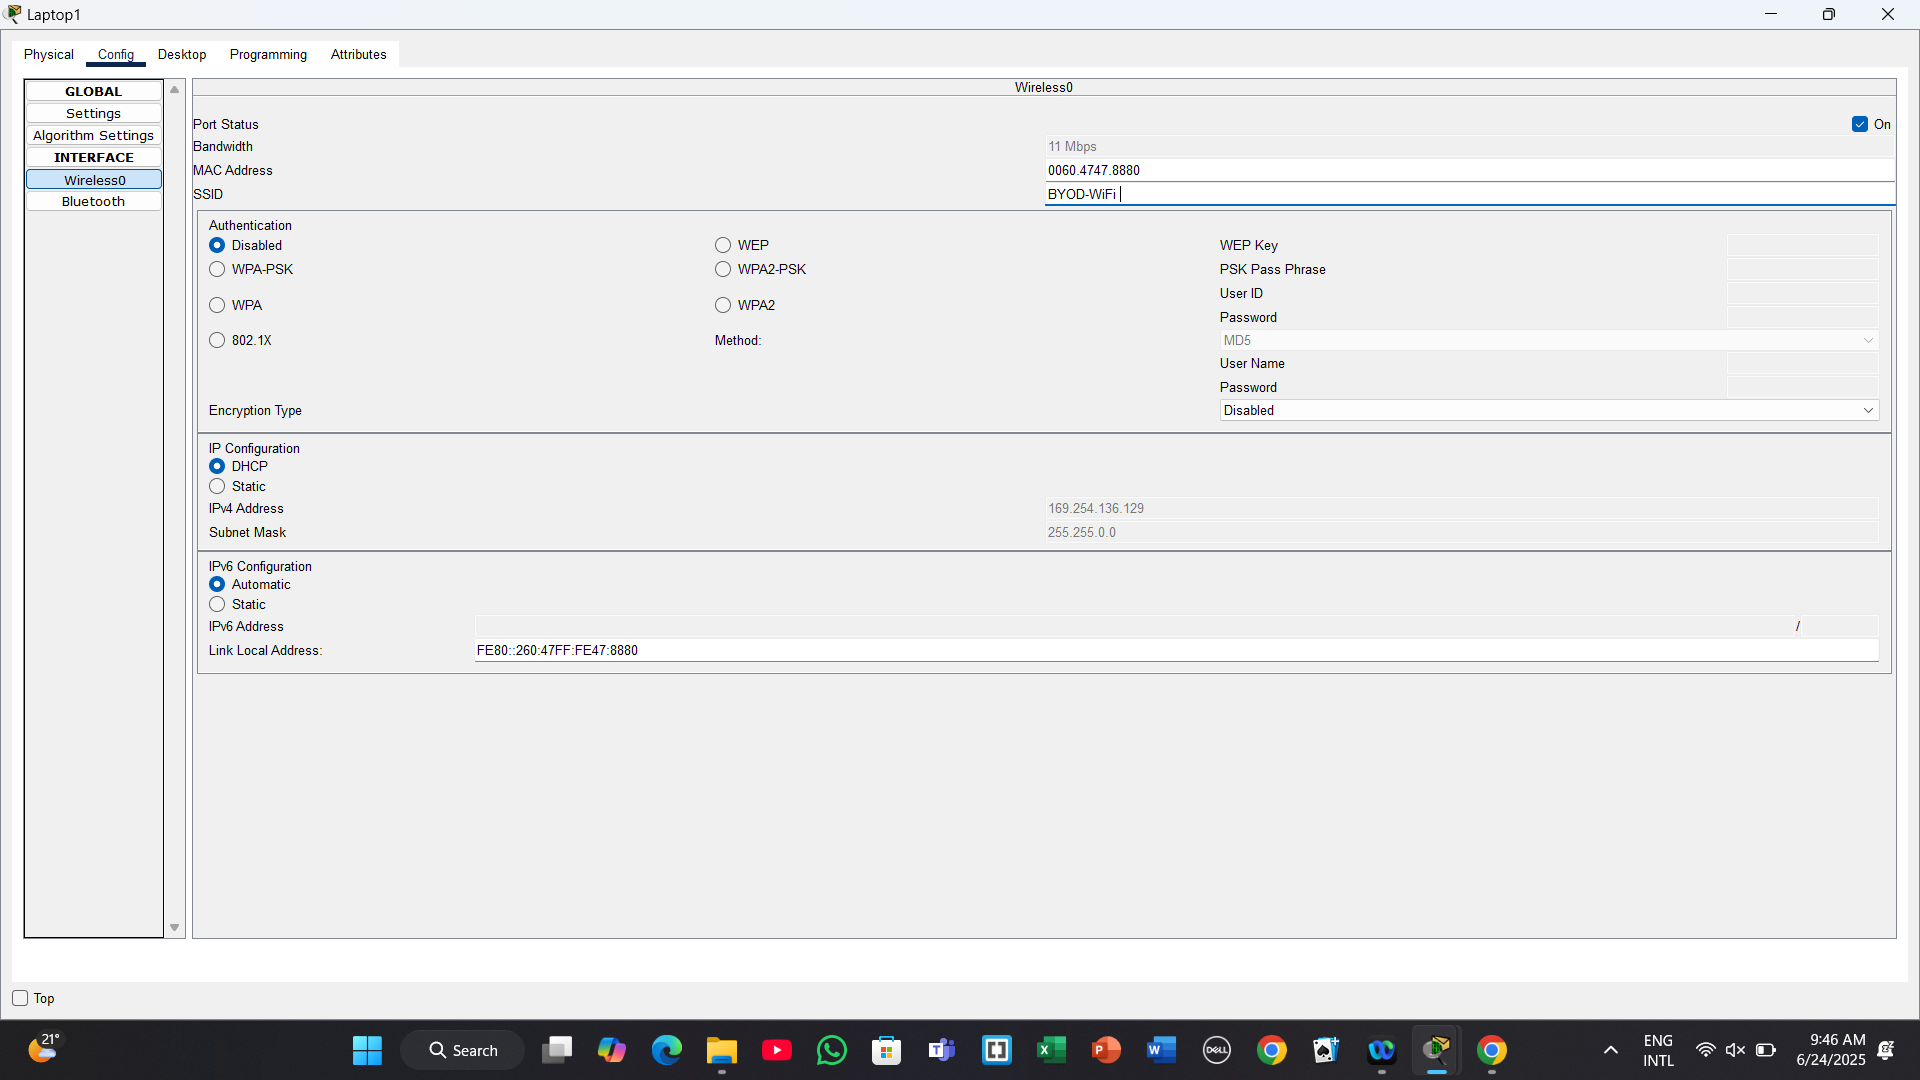 Laptop1
Physical Config Desktop Programming Attributes
GLOBAL
Settings
Algorithm Settings
INTERFACE
Wireless0
Bluetooth
Wireless0
Port Status On
Bandwidth 11 Mbps
MAC Address 0060.4747.8880
SSID BYOD-WiFi
Authentication
Disabled WEP WEP Key
WPA-PSK WPA2-PSK PSK Pass Phrase
User ID
WPA WPA2
Password
802.1X Method: MD5
User Name
Password
Encryption Type Disabled
IP Configuration
DHCP
Static
IPv4 Address 169.254.136.129
Subnet Mask 255.255.0.0
IPv6 Configuration
Automatic
Static
IPv6 Address /
Link Local Address: FE80::260:47FF:FE47:8880
Top
21°
Search
DELL
ENG
INTL
9:46 AM
6/24/2025